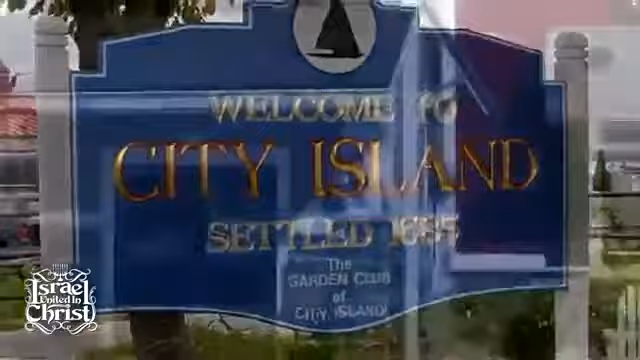 WELCOME TO
CITY ISLAND
SETTLED 1685
The
GARDEN CLUB
of
CITY ISLAND
Israel
United In
Christ